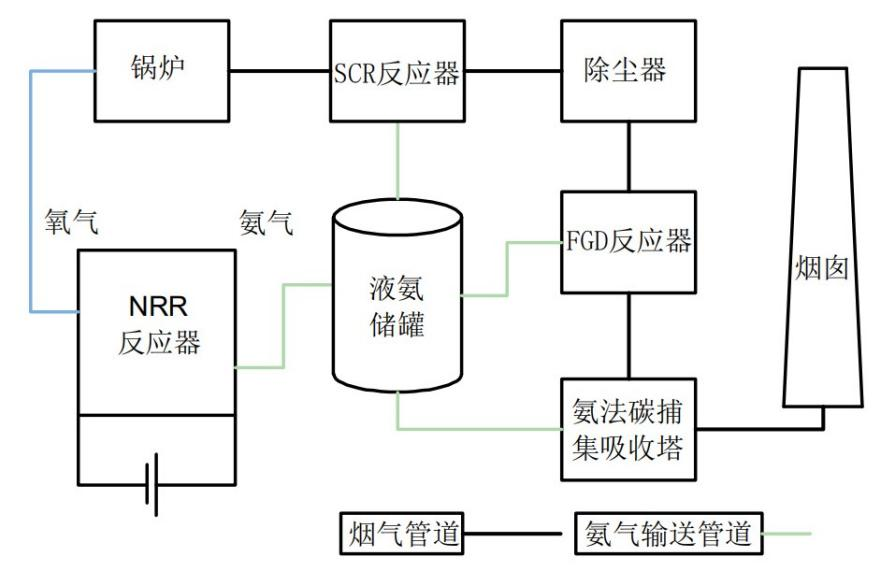 锅炉
SCR反应器
除尘器
氧气
氨气
FGD反应器
烟囱
NRR
反应器
液氨
储罐
氨法碳捕
集吸收塔
烟气管道
氨气输送管道